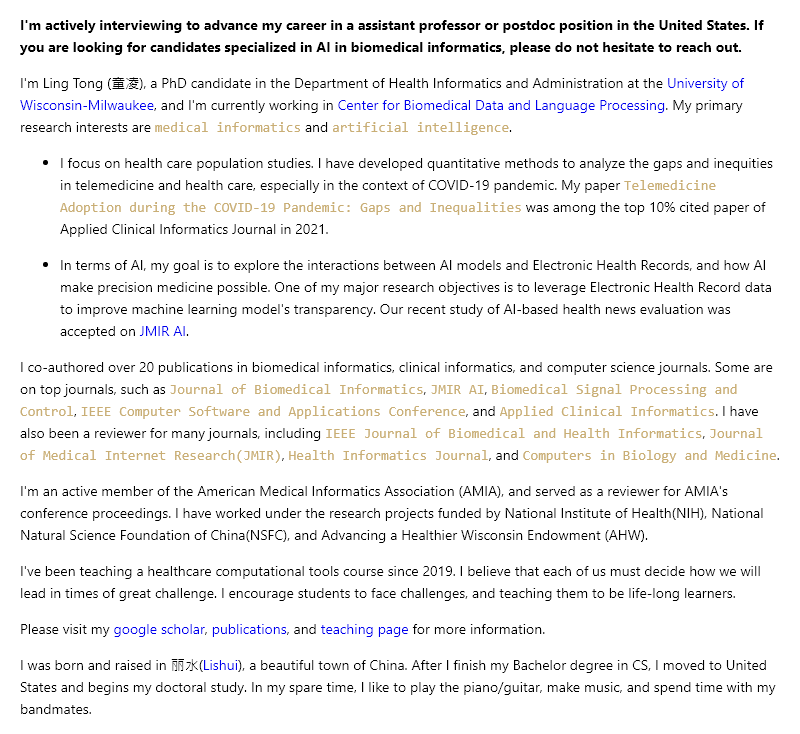 I'm actively interviewing to advance my career in a assistant professor or postdoc position in the United States. If
you are looking for candidates specialized in AI in biomedical informatics, please do not hesitate to reach out.
I'm Ling Tong (童凌), a PhD candidate in the Department of Health Informatics and Administration at the University of
Wisconsin-Milwaukee, and I'm currently working in Center for Biomedical Data and Language Processing. My primary
research interests are medical informatics and artificial intelligence.
• I focus on health care population studies. I have developed quantitative methods to analyze the gaps and inequities
in telemedicine and health care, especially in the context of COVID-19 pandemic. My paper Telemedicine
Adoption during the COVID-19 Pandemic: Gaps and Inequalities was among the top 10% cited paper of
Applied Clinical Informatics Journal in 2021.
• In terms of AI, my goal is to explore the interactions between AI models and Electronic Health Records, and how AI
make precision medicine possible. One of my major research objectives is to leverage Electronic Health Record data
to improve machine learning model's transparency. Our recent study of AI-based health news evaluation was
accepted on JMIR AI.
I co-authored over 20 publications in biomedical informatics, clinical informatics, and computer science journals. Some are
on top journals, such as Journal of Biomedical Informatics, JMIR AI, Biomedical Signal Processing and
Control, IEEE Computer Software and Applications Conference, and Applied Clinical Informatics. I have
also been a reviewer for many journals, including IEEE Journal of Biomedical and Health Informatics, Journal
of Medical Internet Research(JMIR), Health Informatics Journal, and Computers in Biology and Medicine.
I'm an active member of the American Medical Informatics Association (AMIA), and served as a reviewer for AMIA's
conference proceedings. I have worked under the research projects funded by National Institute of Health(NIH), National
Natural Science Foundation of China(NSFC), and Advancing a Healthier Wisconsin Endowment (AHW).
I've been teaching a healthcare computational tools course since 2019. I believe that each of us must decide how we will
lead in times of great challenge. I encourage students to face challenges, and teaching them to be life-long learners.
Please visit my google scholar, publications, and teaching page for more information.
I was born and raised in 丽水(Lishui), a beautiful town of China. After I finish my Bachelor degree in CS, I moved to United
States and begins my doctoral study. In my spare time, I like to play the piano/guitar, make music, and spend time with my
bandmates.